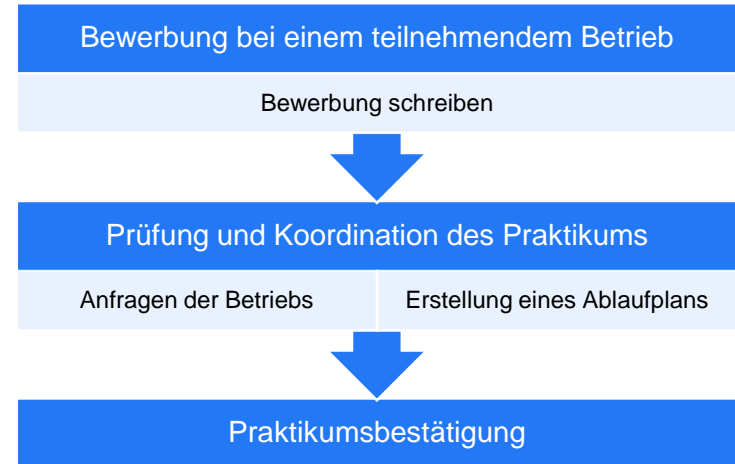 Bewerbung bei einem teilnehmendem Betrieb
Bewerbung schreiben
Prüfung und Koordination des Praktikums
Anfragen der Betriebs
Erstellung eines Ablaufplans
Praktikumsbestätigung